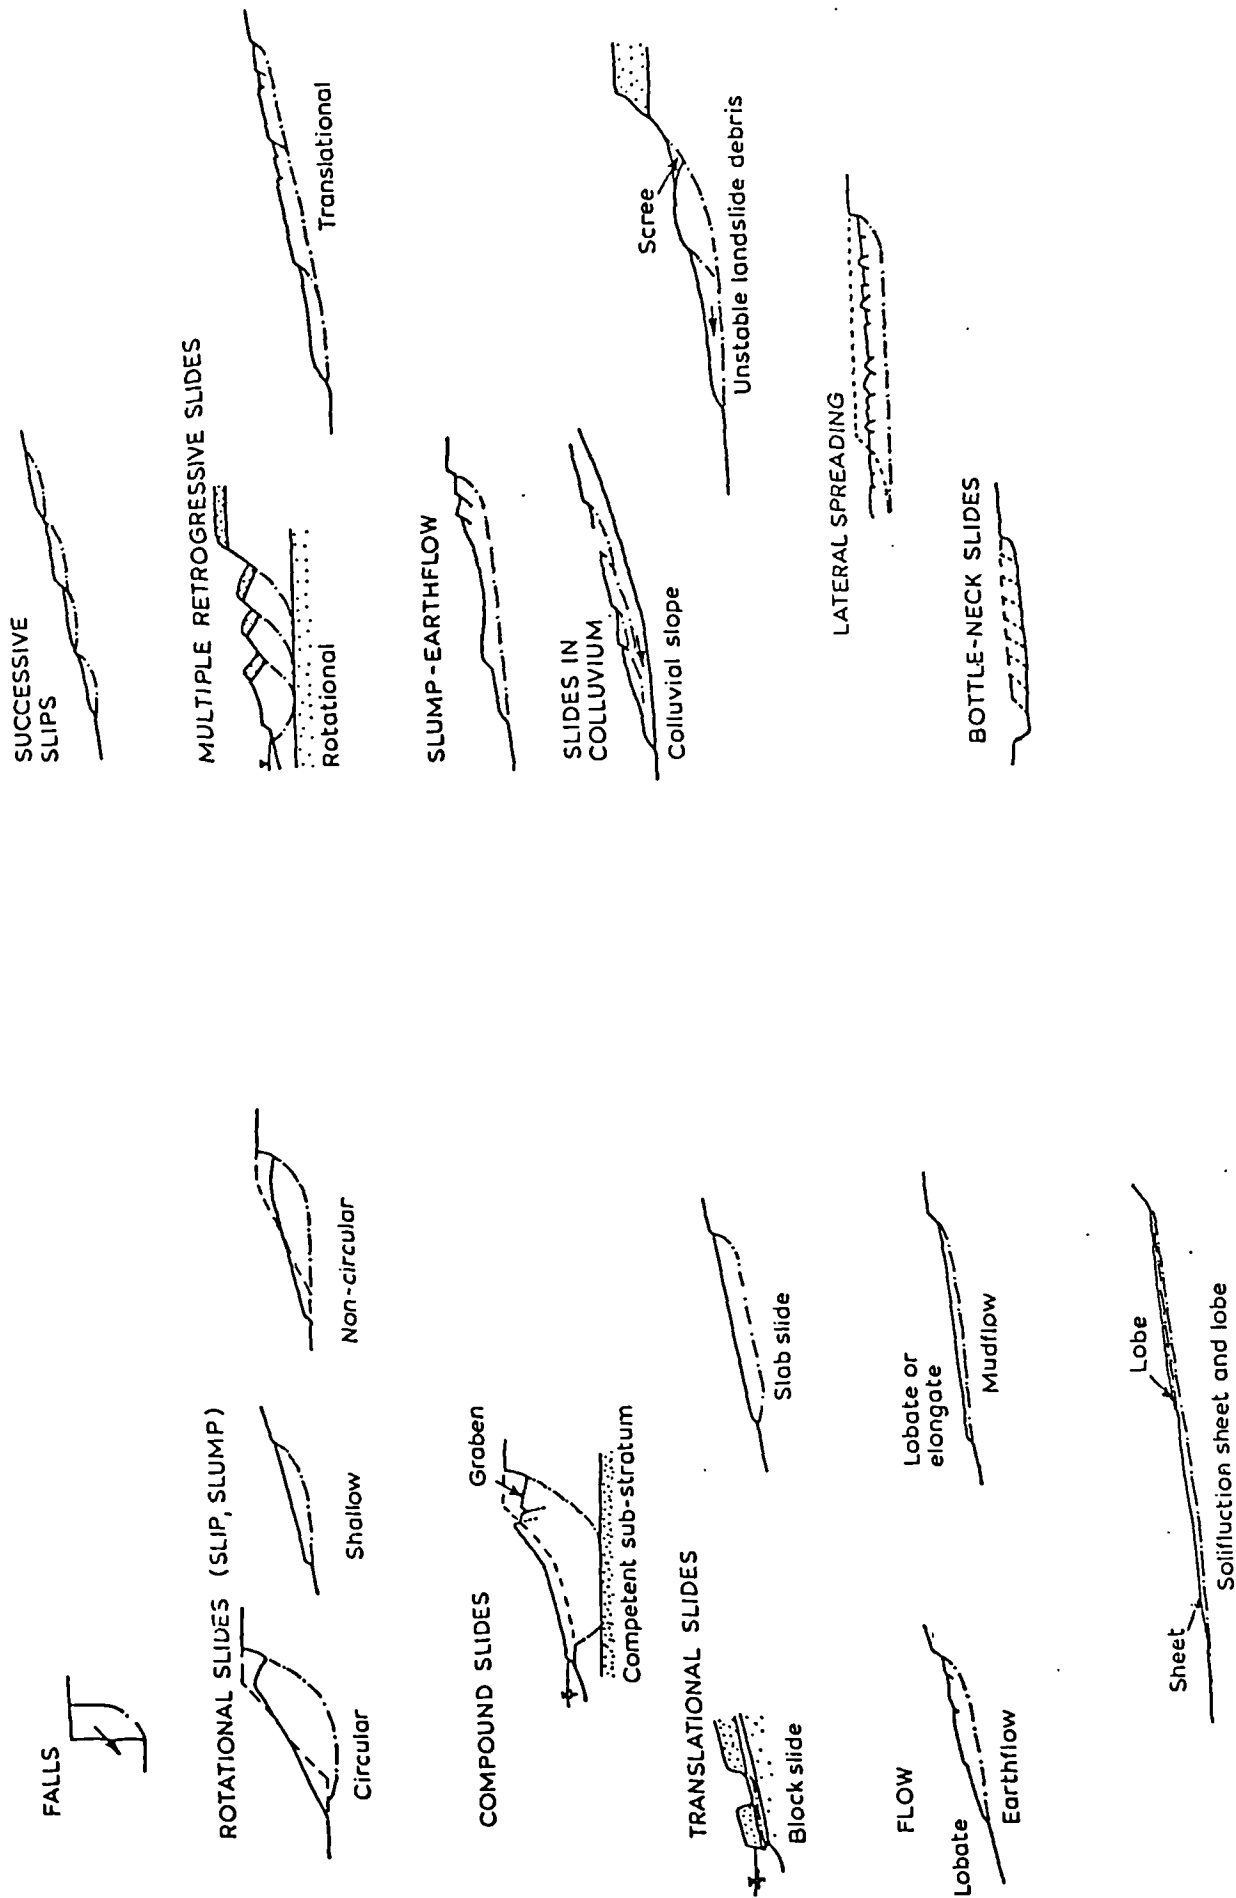 FALLS
ROTATIONAL SLIDES (SLIP, SLUMP)
Circular
Shallow
Non-circular
COMPOUND SLIDES
Graben
Competent sub-stratum
TRANSLATIONAL SLIDES
Block slide
Slab slide
FLOW
Lobate
Earthflow
Lobate or
elongate
Mudflow
Sheet
Lobe
Solifluction sheet and lobe
SUCCESSIVE
SLIPS
MULTIPLE RETROGRESSIVE SLIDES
Rotational
Translational
SLUMP-EARTHFLOW
SLIDES IN
COLLUVIUM
Colluvial slope
Scree
Unstable landslide debris
LATERAL SPREADING
BOTTLE-NECK SLIDES